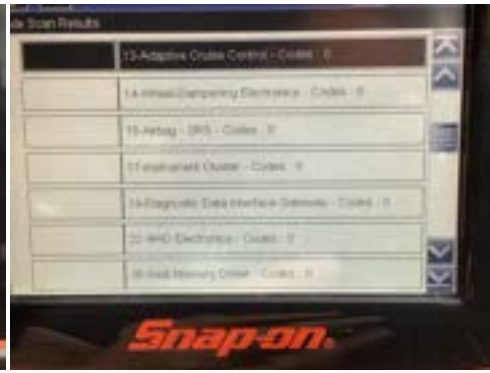 Scan Results
13-Adaptive Cruise Control - Codes : 0
14-Wheel Dampening Electronics - Codes : 0
15-Airbag - SRS - Codes : 0
17-Instrument Cluster - Codes : 0
19-Diagnostic Data Interface Gateway - Codes : 0
22-AWD Electronics - Codes : 0
Seat Memory Driver - Codes : 0
Snap-on.